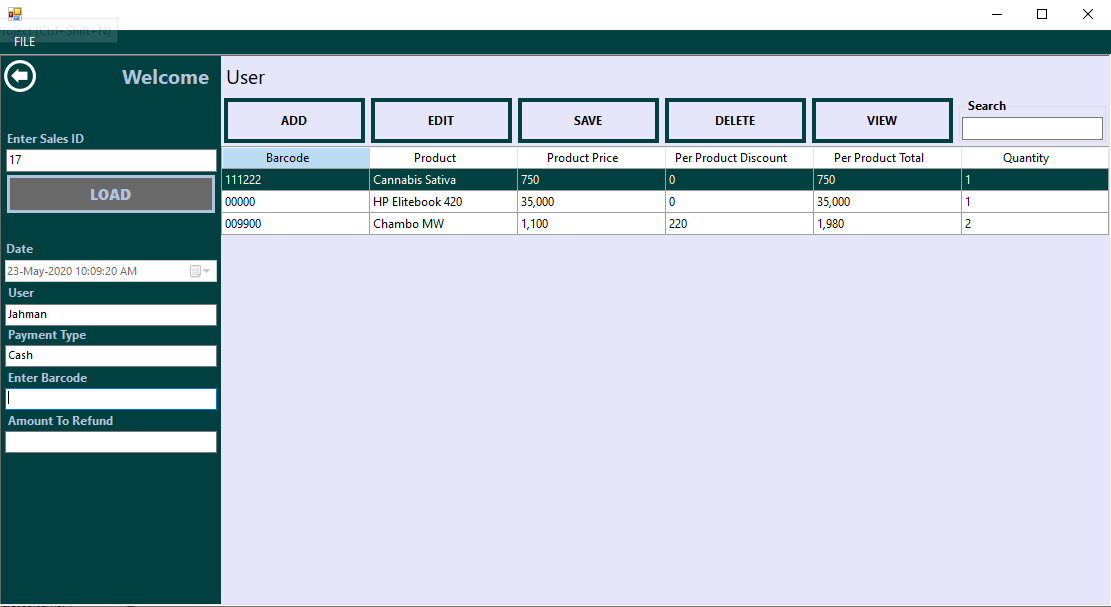 roject (Ctrl+Shift+N)
FILE
Welcome
User
ADD EDIT SAVE DELETE VIEW
Search
Enter Sales ID
17
LOAD
Barcode Product Product Price Per Product Discount Per Product Total Quantity
111222 Cannabis Sativa 750 0 750 1
00000 HP Elitebook 420 35,000 0 35,000 1
009900 Chambo MW 1,100 220 1,980 2
Date
23-May-2020 10:09:20 AM
User
Jahman
Payment Type
Cash
Enter Barcode
Amount To Refund